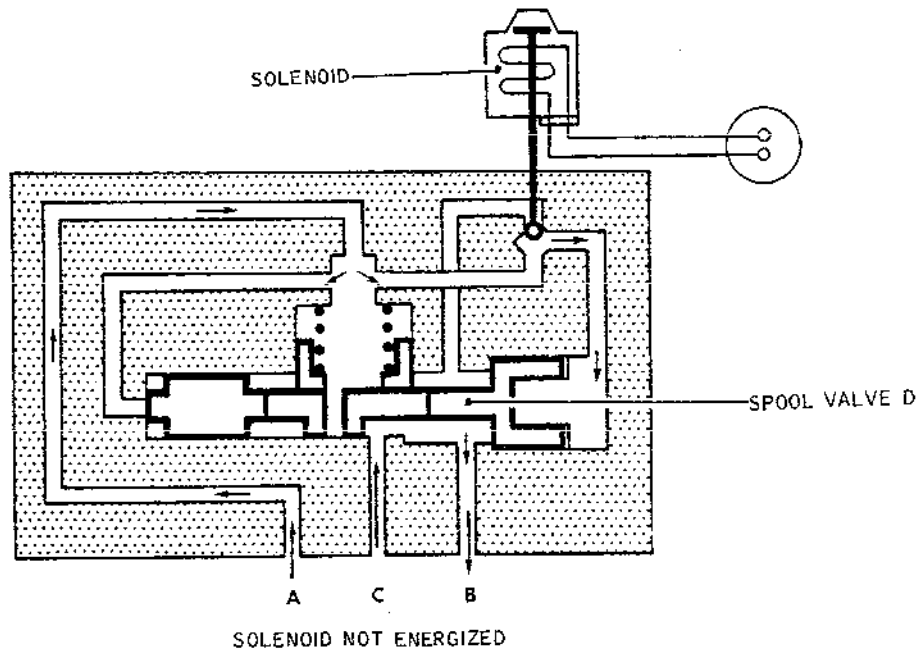 SOLENOID
SPOOL VALVE D
A C B
SOLENOID NOT ENERGIZED